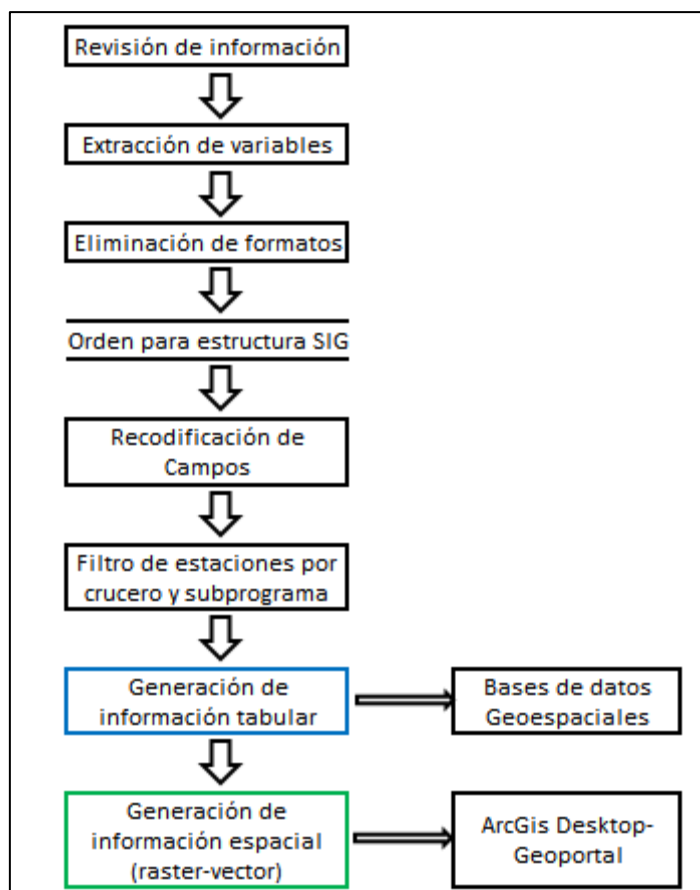 Revisión de información
Extracción de variables
Eliminación de formatos
Orden para estructura SIG
Recodificación de
Campos
Filtro de estaciones por
crucero y subprograma
Generación de
información tabular
Bases de datos
Geoespaciales
Generación de
información espacial
(raster-vector)
ArcGis Desktop-
Geoportal